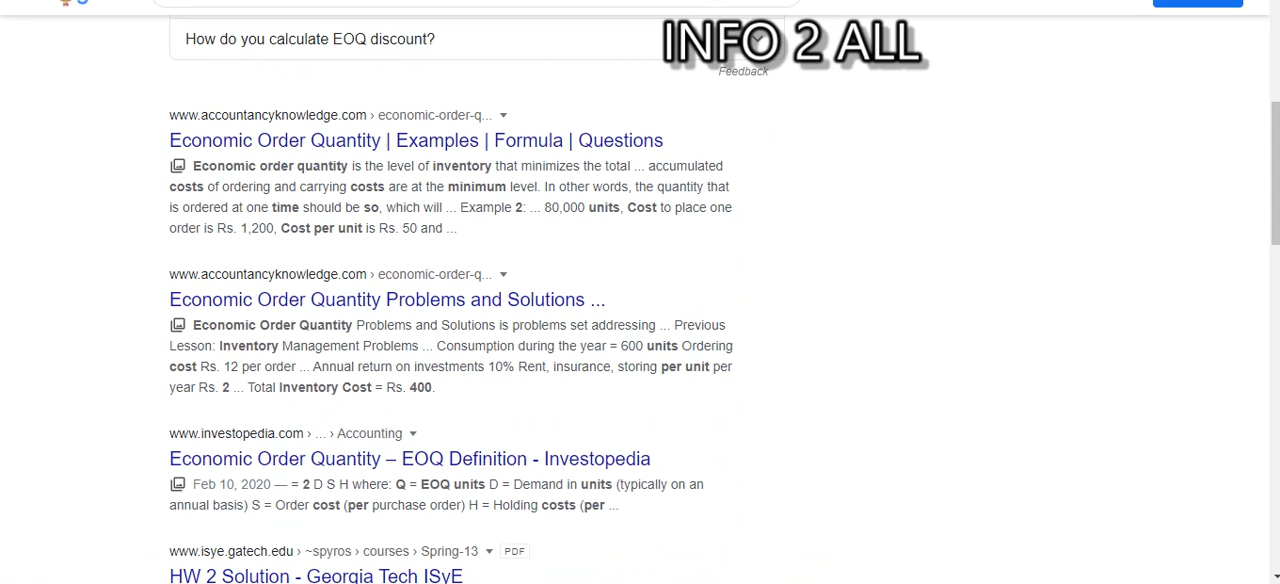 How do you calculate EOQ discount?
INFO 2 ALL
Feedback
www.accountancyknowledge.com › economic-order-q...
Economic Order Quantity | Examples | Formula | Questions
Economic order quantity is the level of inventory that minimizes the total ... accumulated
costs of ordering and carrying costs are at the minimum level. In other words, the quantity that
is ordered at one time should be so, which will ... Example 2: ... 80,000 units, Cost to place one
order is Rs. 1,200, Cost per unit is Rs. 50 and ...
www.accountancyknowledge.com › economic-order-q...
Economic Order Quantity Problems and Solutions ...
Economic Order Quantity Problems and Solutions is problems set addressing ... Previous
Lesson: Inventory Management Problems ... Consumption during the year = 600 units Ordering
cost Rs. 12 per order ... Annual return on investments 10% Rent, insurance, storing per unit per
year Rs. 2 ... Total Inventory Cost = Rs. 400.
www.investopedia.com › ... › Accounting
Economic Order Quantity – EOQ Definition - Investopedia
Feb 10, 2020 — = 2 D S H where: Q = EOQ units D = Demand in units (typically on an
annual basis) S = Order cost (per purchase order) H = Holding costs (per ...
www.isye.gatech.edu › ~spyros › courses › Spring-13 PDF
HW 2 Solution - Georgia Tech ISyE